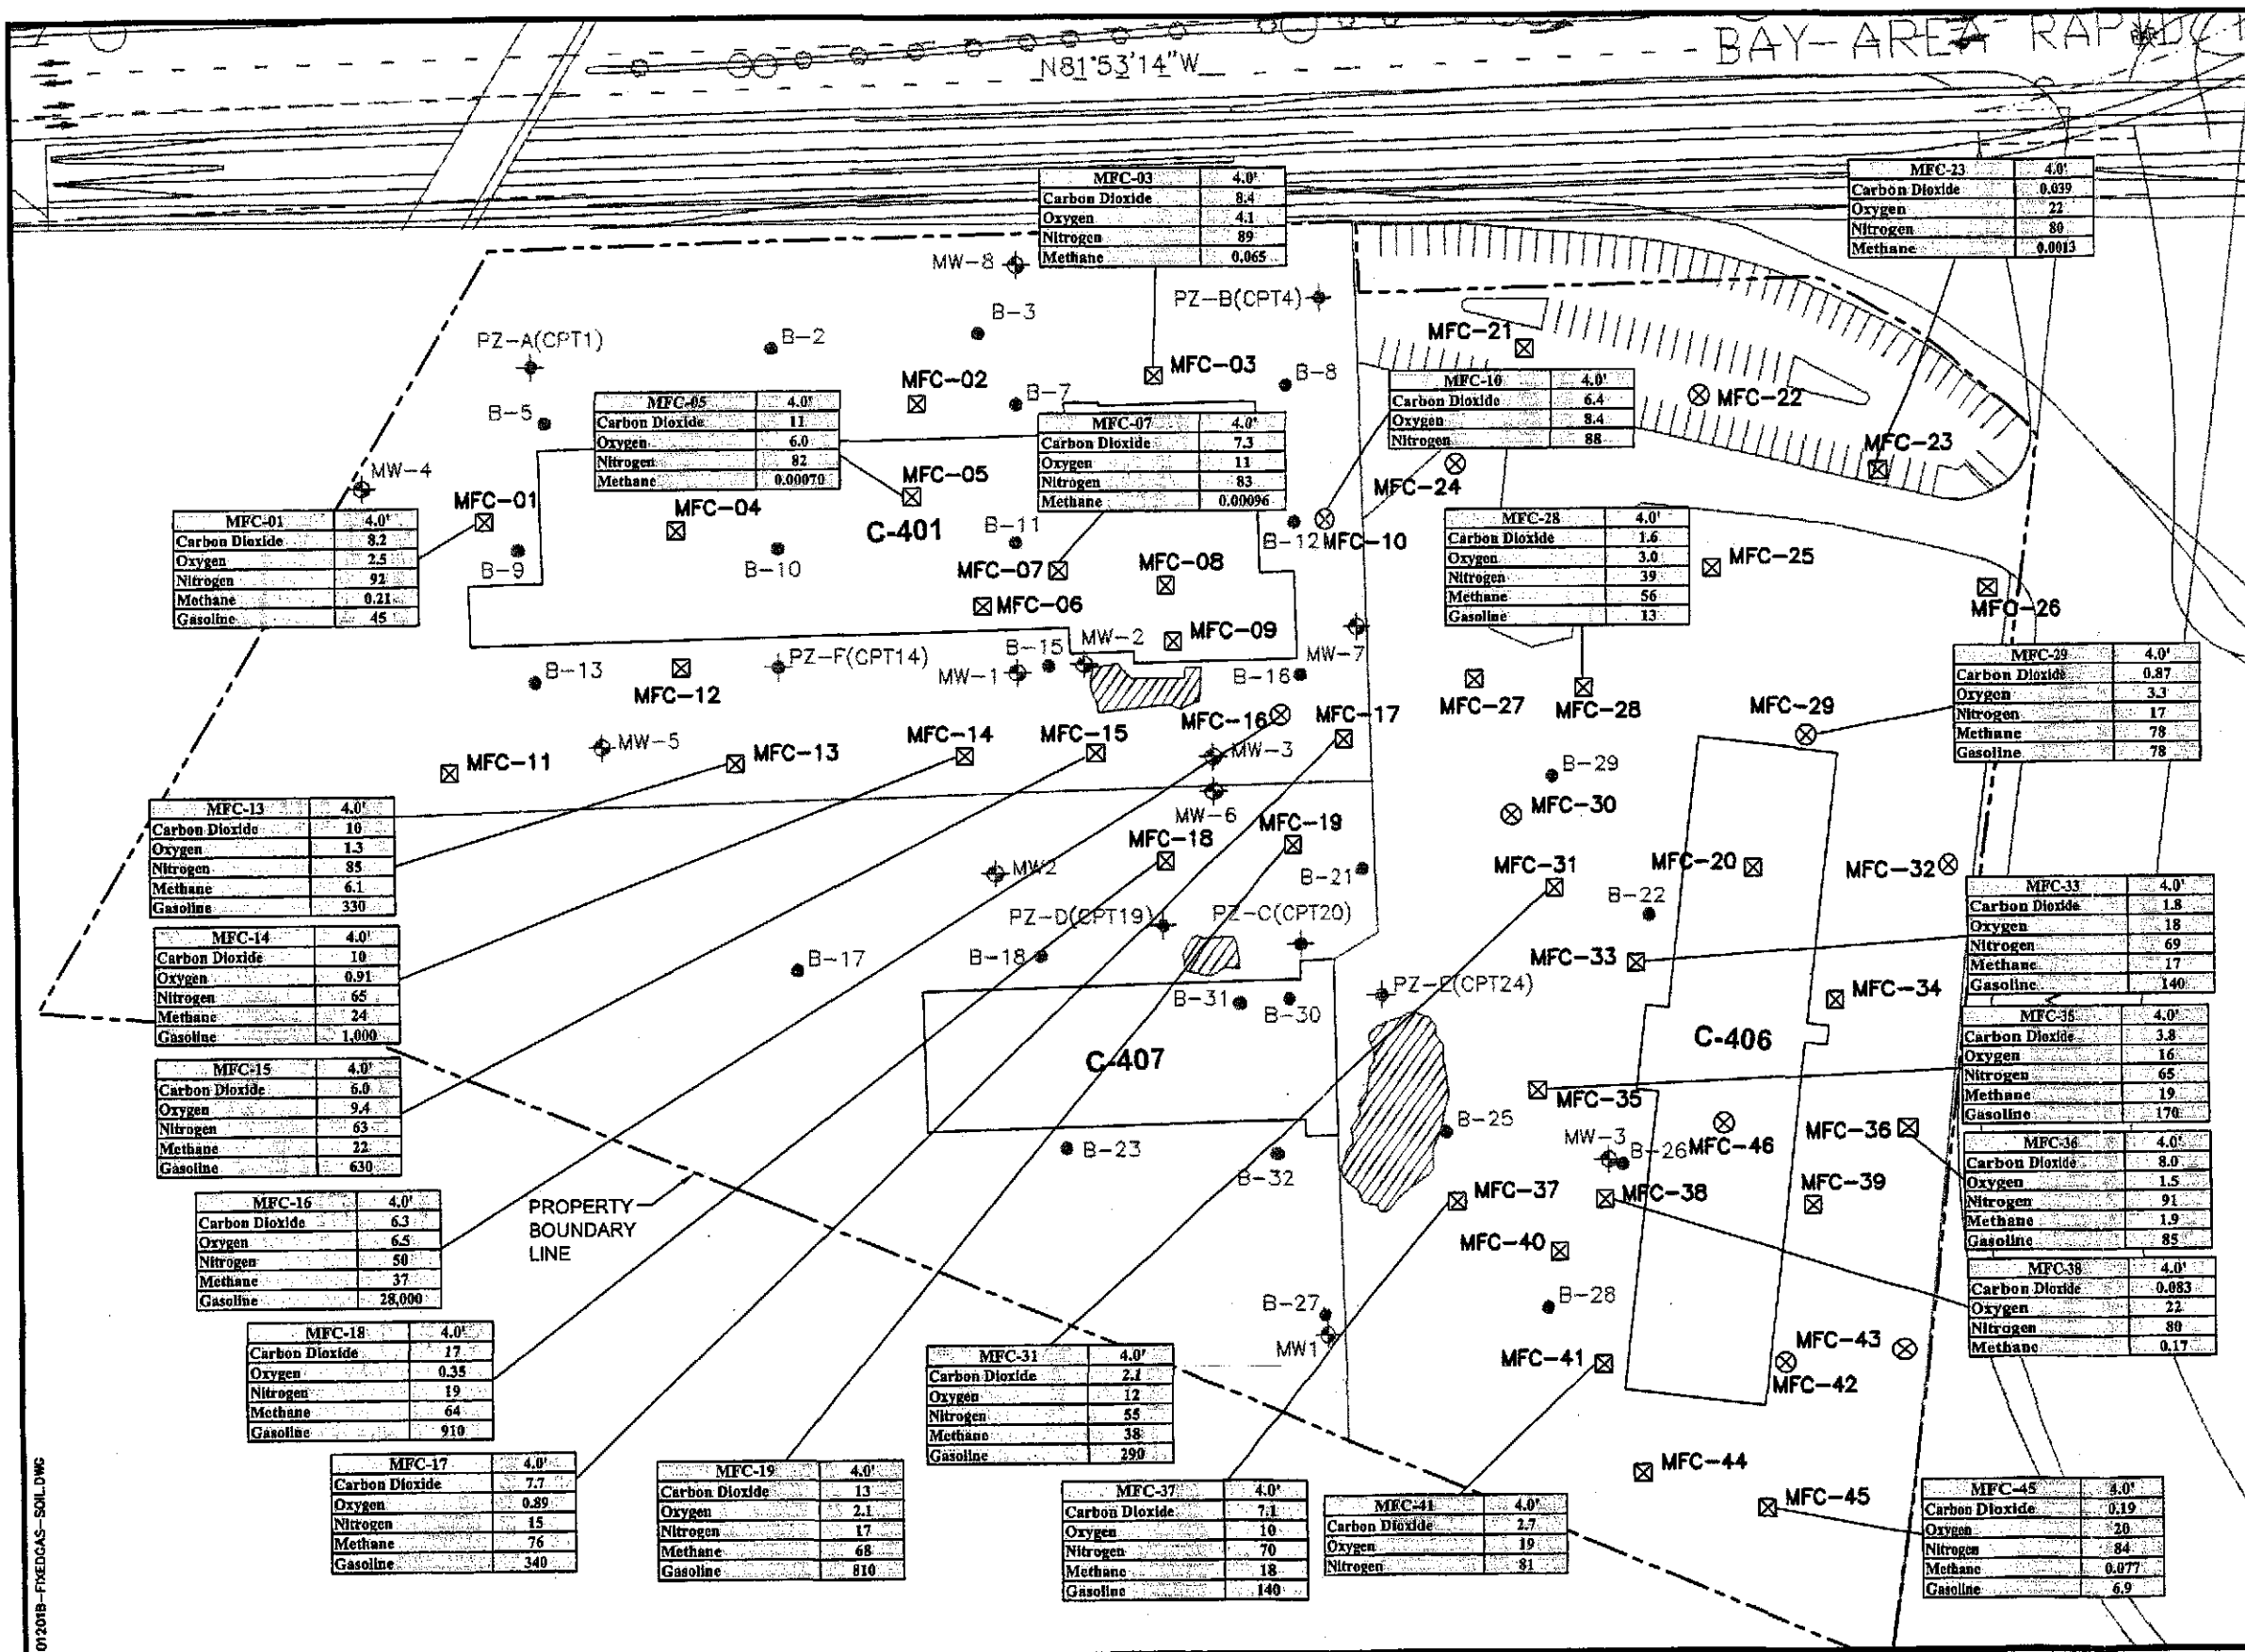 BAY-AREA RAPID
N81°53'14"W
MFC-03 4.0'
Carbon Dioxide 8.4
Oxygen 4.1
Nitrogen 89
Methane 0.065
MFC-23 4.0'
Carbon Dioxide 0.039
Oxygen 22
Nitrogen 80
Methane 0.0013
MW-8
PZ-B(CPT4)
B-3
B-2
PZ-A(CPT1)
MFC-21
MFC-02
MFC-03
B-8
B-7
B-5
MFC-10 4.0'
Carbon Dioxide 6.4
Oxygen 8.4
Nitrogen 88
MFC-22
MFC-05 4.0'
Carbon Dioxide 11
Oxygen 6.0
Nitrogen 82
Methane 0.00070
MFC-07 4.0'
Carbon Dioxide 7.3
Oxygen 11
Nitrogen 83
Methane 0.00096
MFC-23
MW-4
MFC-05
MFC-24
MFC-01
MFC-04
C-401
B-11
B-12
MFC-10
MFC-01 4.0'
Carbon Dioxide 8.2
Oxygen 2.5
Nitrogen 92
Methane 0.21
Gasoline 45
MFC-28 4.0'
Carbon Dioxide 1.6
Oxygen 3.0
Nitrogen 39
Methane 56
Gasoline 13
B-9
B-10
MFC-07
MFC-08
MFC-25
MFC-26
MFC-06
MFC-09
MW-2
B-15
PZ-F(CPT14)
MW-1
MW-7
B-16
B-13
MFC-12
MFC-27
MFC-28
MFC-29 4.0'
Carbon Dioxide 0.87
Oxygen 3.3
Nitrogen 17
Methane 78
Gasoline 78
MFC-29
MFC-16
MFC-17
MFC-11
MW-5
MFC-13
MFC-14
MFC-15
MW-3
B-29
MFC-30
MW-6
MFC-13 4.0'
Carbon Dioxide 10
Oxygen 1.3
Nitrogen 85
Methane 6.1
Gasoline 330
MFC-18
MFC-19
MFC-31
MFC-20
MFC-32
MW2
B-21
B-22
MFC-33 4.0'
Carbon Dioxide 1.8
Oxygen 18
Nitrogen 69
Methane 17
Gasoline 140
PZ-D(CPT19)
PZ-C(CPT20)
MFC-14 4.0'
Carbon Dioxide 10
Oxygen 0.91
Nitrogen 65
Methane 24
Gasoline 1,000
B-17
B-18
MFC-33
PZ-E(CPT24)
B-31
B-30
MFC-34
MFC-35 4.0'
Carbon Dioxide 3.8
Oxygen 16
Nitrogen 65
Methane 19
Gasoline 170
C-406
C-407
MFC-15 4.0'
Carbon Dioxide 6.0
Oxygen 9.4
Nitrogen 63
Methane 22
Gasoline 630
MFC-35
B-25
MW-3
B-26
MFC-46
MFC-36
MFC-36 4.0'
Carbon Dioxide 8.0
Oxygen 1.5
Nitrogen 91
Methane 1.9
Gasoline 85
B-23
B-32
MFC-37
MFC-38
MFC-39
MFC-16 4.0'
Carbon Dioxide 6.3
Oxygen 6.5
Nitrogen 50
Methane 37
Gasoline 28,000
PROPERTY
BOUNDARY
LINE
MFC-40
MFC-38 4.0'
Carbon Dioxide 0.083
Oxygen 22
Nitrogen 80
Methane 0.17
B-27
B-28
MW1
MFC-43
MFC-18 4.0'
Carbon Dioxide 17
Oxygen 0.35
Nitrogen 19
Methane 64
Gasoline 910
MFC-31 4.0'
Carbon Dioxide 2.1
Oxygen 12
Nitrogen 55
Methane 38
Gasoline 290
MFC-41
MFC-42
MFC-17 4.0'
Carbon Dioxide 7.7
Oxygen 0.89
Nitrogen 15
Methane 76
Gasoline 340
MFC-19 4.0'
Carbon Dioxide 13
Oxygen 2.1
Nitrogen 17
Methane 68
Gasoline 810
MFC-37 4.0'
Carbon Dioxide 7.1
Oxygen 10
Nitrogen 70
Methane 18
Gasoline 140
MFC-41 4.0'
Carbon Dioxide 2.7
Oxygen 19
Nitrogen 81
MFC-44
MFC-45
MFC-45 4.0'
Carbon Dioxide 0.19
Oxygen 20
Nitrogen 84
Methane 0.077
Gasoline 6.9
01201B-FIXEDGAS-SOIL.DWG